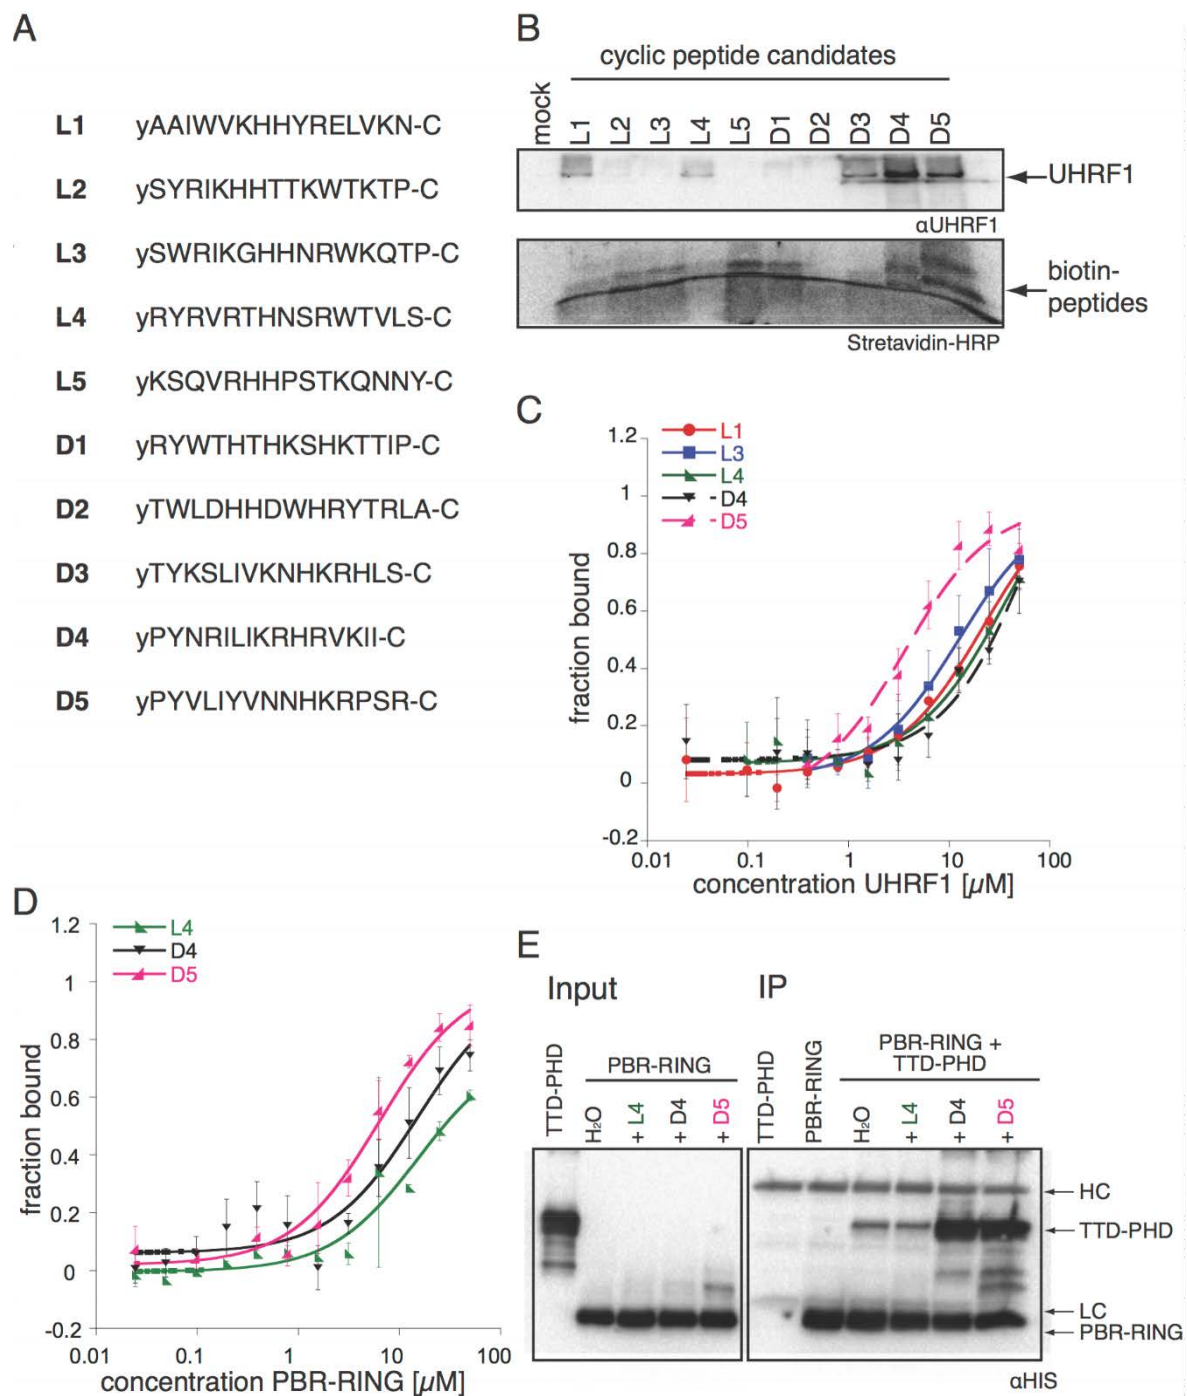 A
L1 yAAIWVKHHYRELVKN-C
L2 ySYRIKHHTTKWTKTP-C
L3 ySWRIKGHHNRWKQTP-C
L4 yRYRVRTHNSRWTVLS-C
L5 yKSQVRHHPSTKQNNY-C
D1 yRYWTHTHKSHKTTIP-C
D2 yTWLDHHDWHRYTRLA-C
D3 yTYKSLIVKNHKRHLS-C
D4 yPYNRILIKRHRVKII-C
D5 yPYVLIYVNNHKRPSR-C
B
cyclic peptide candidates
mock L1 L2 L3 L4 L5 D1 D2 D3 D4 D5
UHRF1
αUHRF1
biotin-
peptides
Stretavidin-HRP
C
L1
L3
L4
D4
D5
1.2
1
0.8
0.6
0.4
0.2
0
-0.2
fraction bound
0.01 0.1 1 10 100
concentration UHRF1 [µM]
D
L4
D4
D5
1.2
1
0.8
0.6
0.4
0.2
0
-0.2
fraction bound
0.01 0.1 1 10 100
concentration PBR-RING [µM]
E
Input IP
TTD-PHD
PBR-RING
H₂O + L4 + D4 + D5
TTD-PHD PBR-RING
PBR-RING +
TTD-PHD
H₂O + L4 + D4 + D5
HC
TTD-PHD
LC
PBR-RING
αHIS